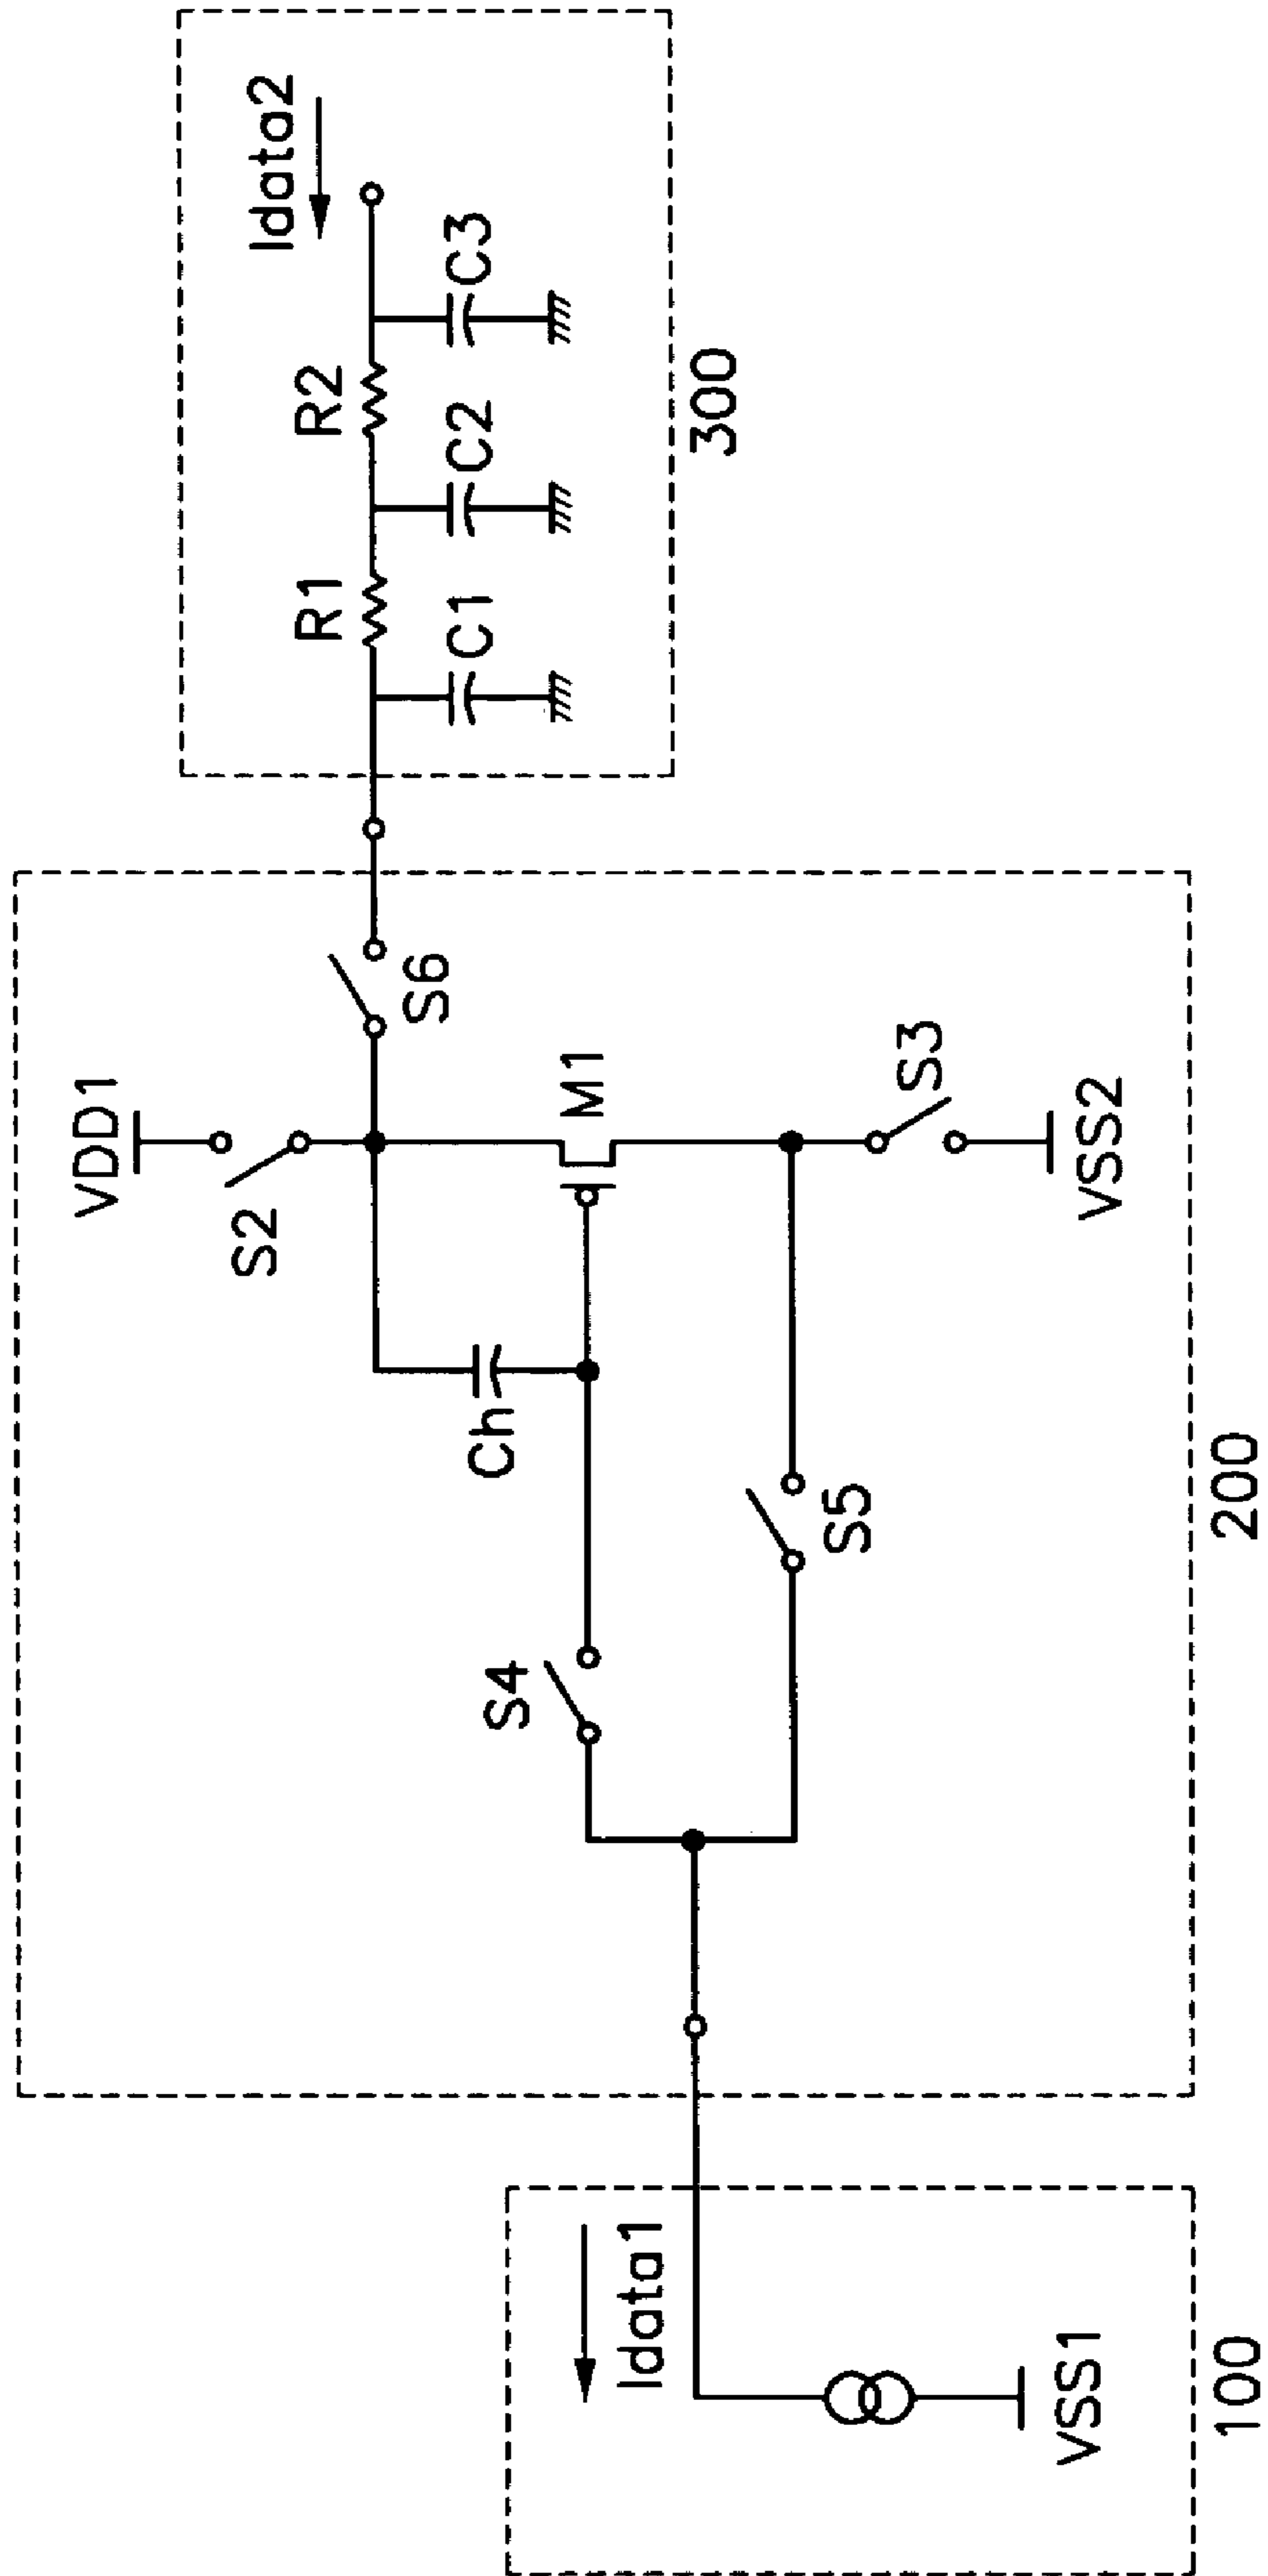 VDD1
S2
S6
Ch
M1
S4
S5
S3
VSS2
200
Idata1
VSS1
100
Idata2
R1
R2
C1
C2
C3
300